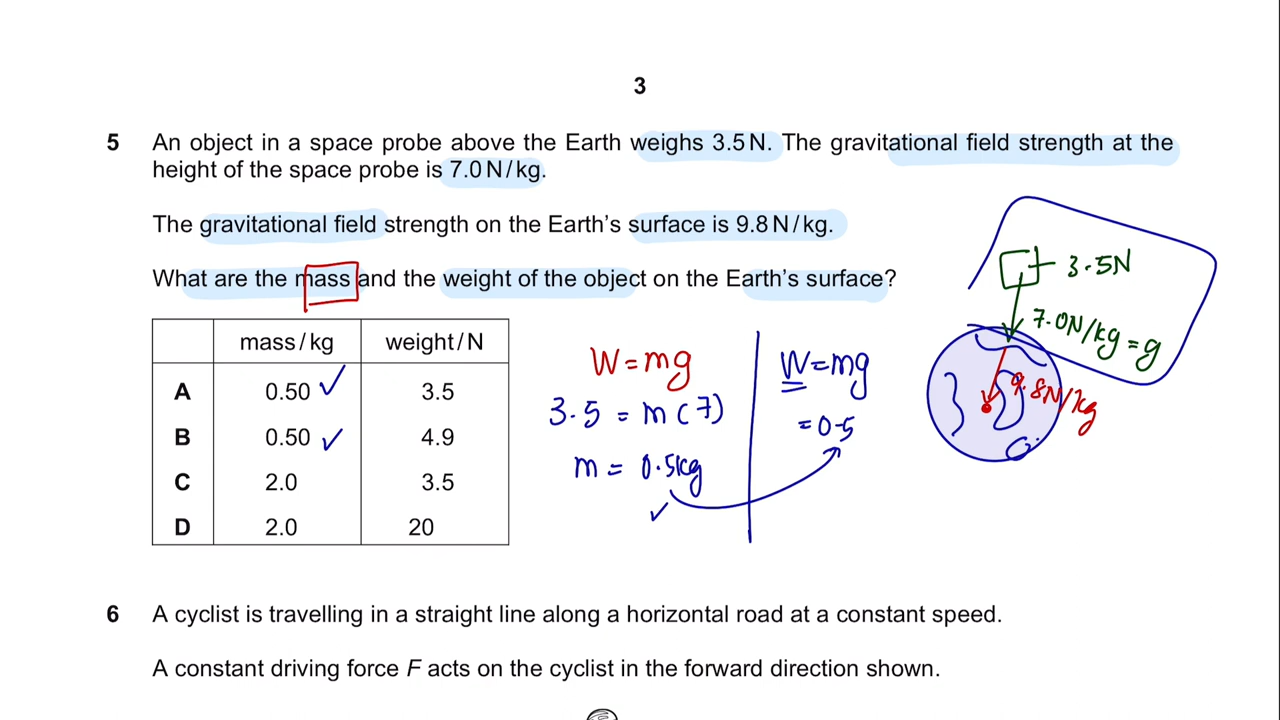 3
5 An object in a space probe above the Earth weighs 3.5 N. The gravitational field strength at the
height of the space probe is 7.0 N/kg.
The gravitational field strength on the Earth's surface is 9.8 N/kg.
What are the mass and the weight of the object on the Earth's surface?
mass/kg weight/N
A 0.50 ✓ 3.5
B 0.50 ✓ 4.9
C 2.0 3.5
D 2.0 20
W=mg
3.5 = m(7)
m = 0.5kg
✓
W=mg
=0.5
3.5N
7.0N/kg=g
9.8N/kg
6 A cyclist is travelling in a straight line along a horizontal road at a constant speed.
A constant driving force F acts on the cyclist in the forward direction shown.